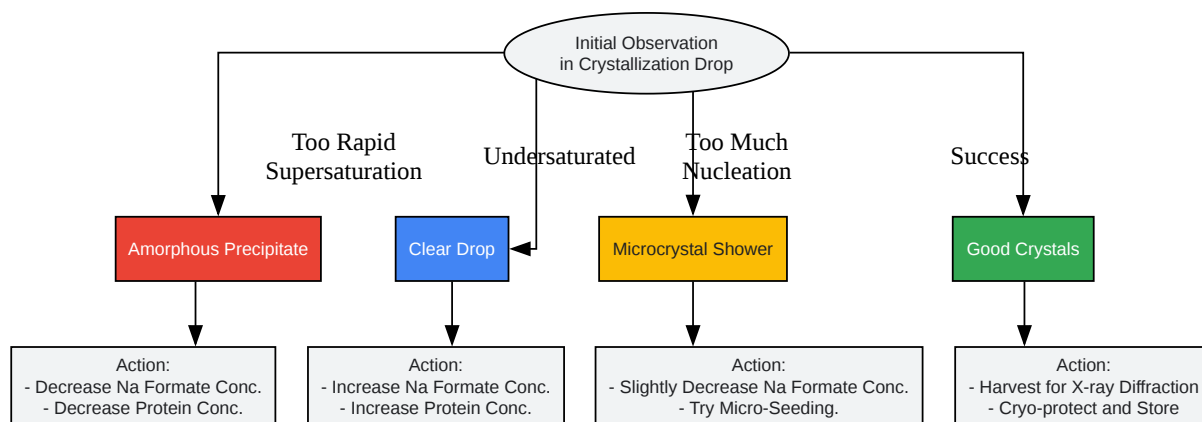 Initial Observation
in Crystallization Drop
Too Rapid
Supersaturation
Undersaturated
Too Much
Nucleation
Success
Amorphous Precipitate
Clear Drop
Microcrystal Shower
Good Crystals
Action:
- Decrease Na Formate Conc.
- Decrease Protein Conc.
Action:
- Increase Na Formate Conc.
- Increase Protein Conc.
Action:
- Slightly Decrease Na Formate Conc.
- Try Micro-Seeding.
Action:
- Harvest for X-ray Diffraction
- Cryo-protect and Store